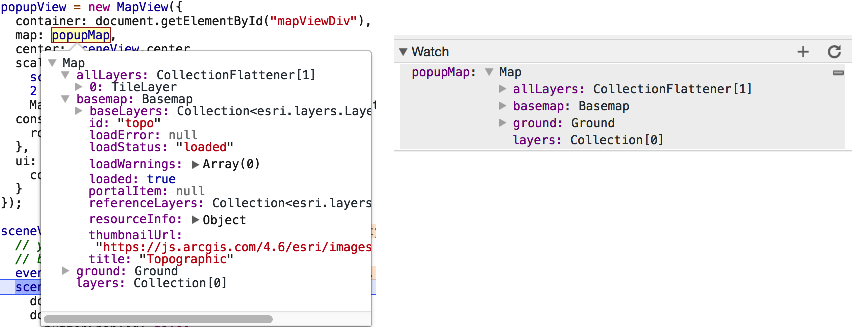 popupView = new MapView({
container: document.getElementById("mapViewDiv"),
map: popupMap,
center: sceneView.center
scal
Map
allLayers: CollectionFlattener[1]
0: TileLayer
basemap: Basemap
baseLayers: Collection<esri.layers.Laye
id: "topo"
loadError: null
loadStatus: "loaded"
loadWarnings: Array(0)
loaded: true
portalItem: null
referenceLayers: Collection<esri.layers
resourceInfo: Object
thumbnailUrl:
"https://js.arcgis.com/4.6/esri/images
title: "Topographic"
ground: Ground
layers: Collection[0]
sc
2
Ma
cons
ro
},
ui:
co
}
});
sceneV
// y
// b
even
scen
do
do
Watch
popupMap: Map
allLayers: CollectionFlattener[1]
basemap: Basemap
ground: Ground
layers: Collection[0]